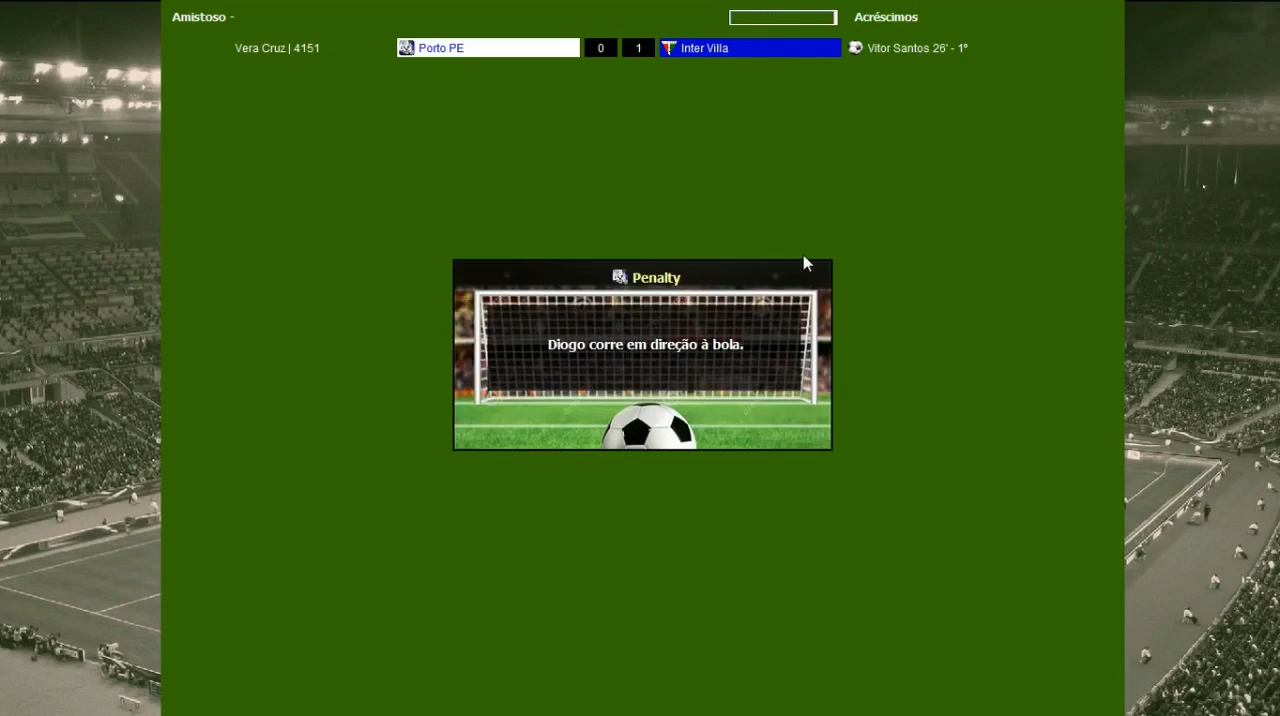 Amistoso -
Acréscimos
Vera Cruz | 4151
Porto PE
0
1
Inter Villa
Vitor Santos 26' - 1º
Penalty
Diogo corre em direção à bola.